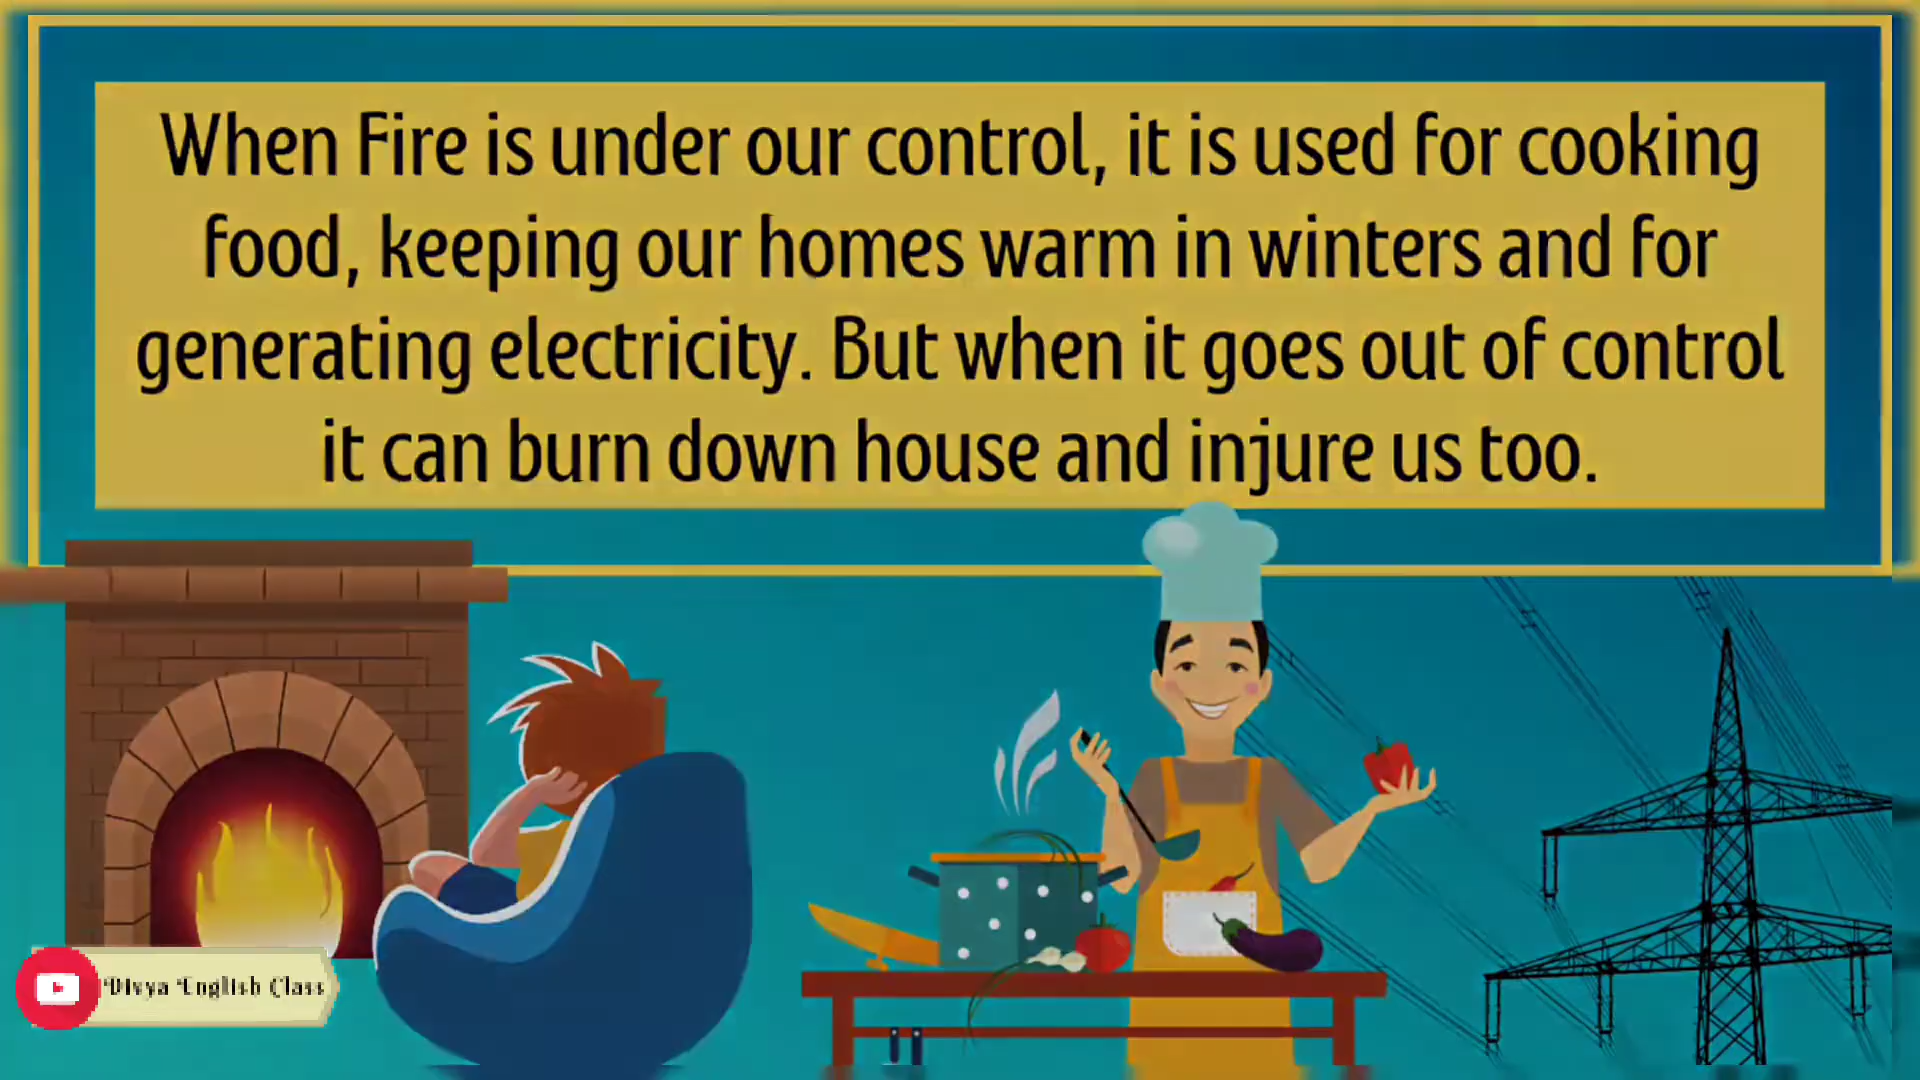 When Fire is under our control, it is used for cooking
food, keeping our homes warm in winters and for
generating electricity. But when it goes out of control
it can burn down house and injure us too.
Divya English Class